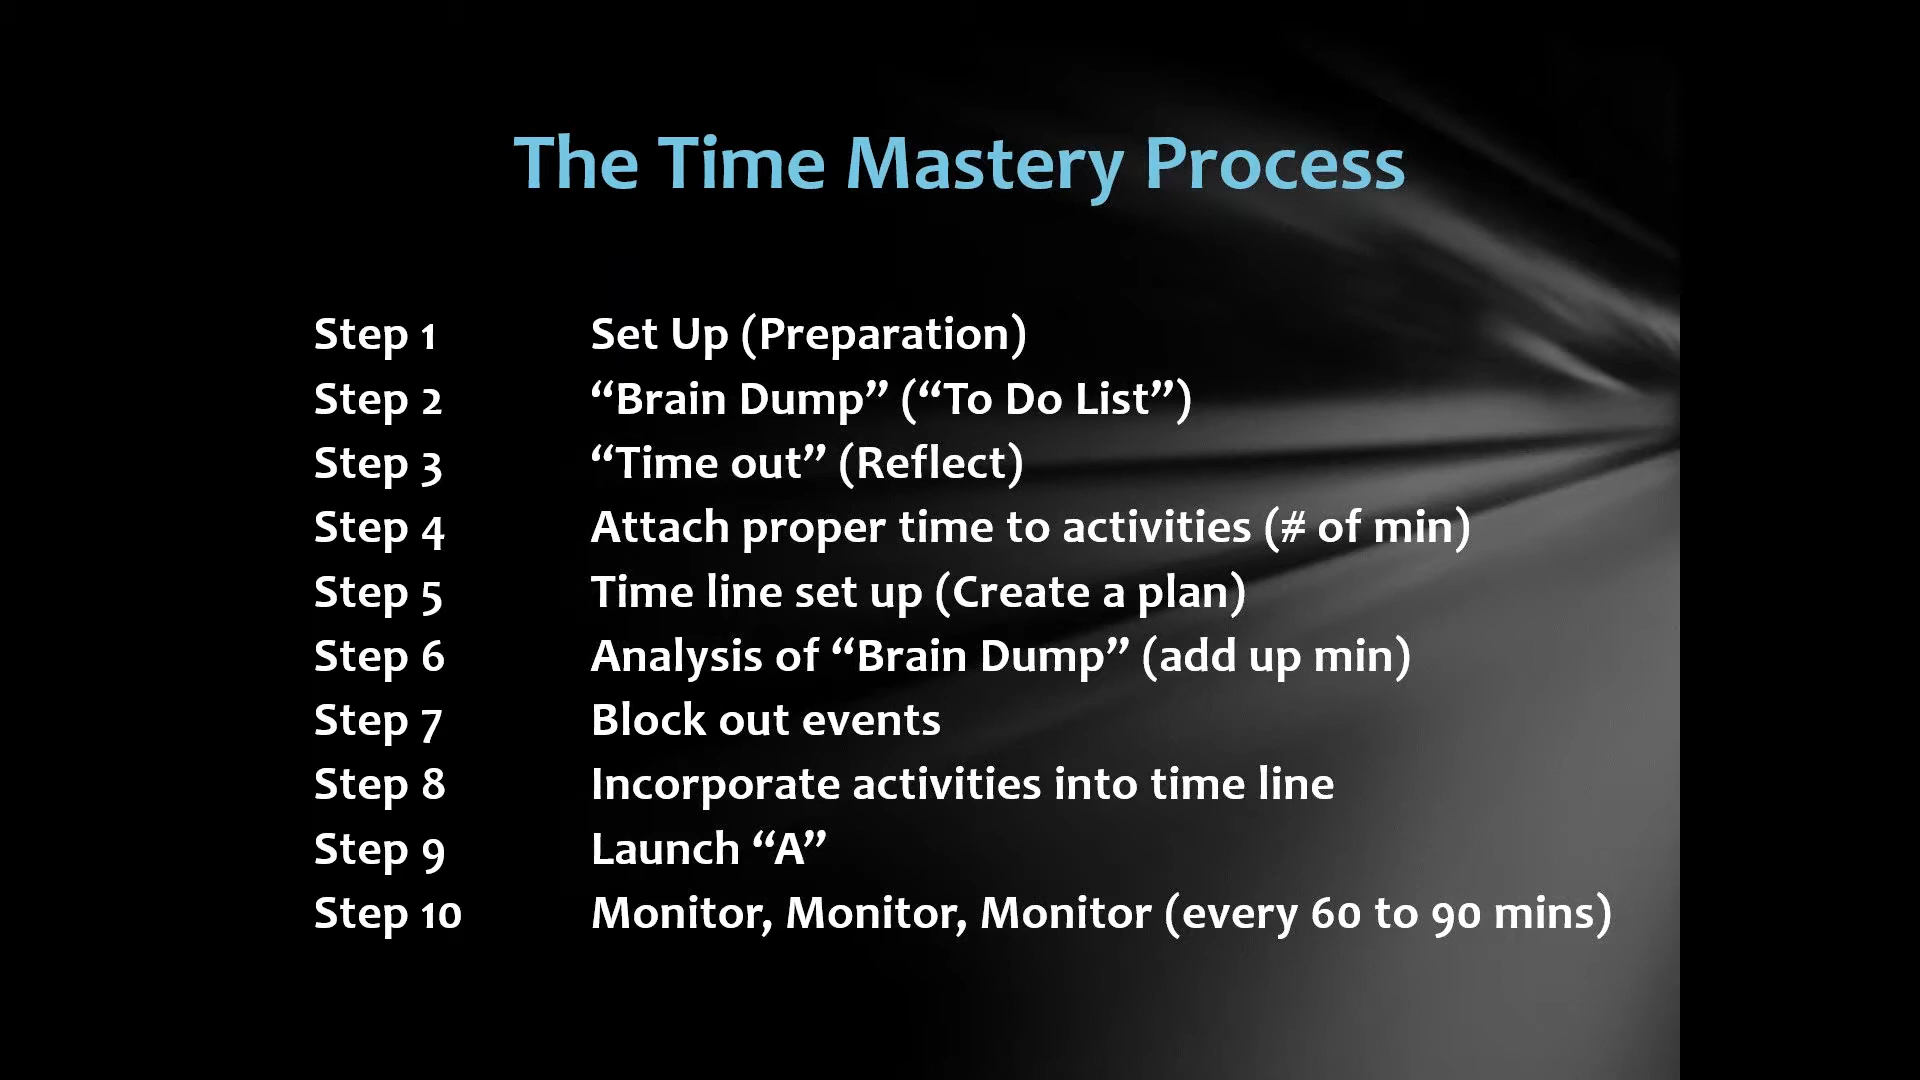 The Time Mastery Process
Step 1 Set Up (Preparation)
Step 2 “Brain Dump” (“To Do List”)
Step 3 “Time out” (Reflect)
Step 4 Attach proper time to activities (# of min)
Step 5 Time line set up (Create a plan)
Step 6 Analysis of “Brain Dump” (add up min)
Step 7 Block out events
Step 8 Incorporate activities into time line
Step 9 Launch “A”
Step 10 Monitor, Monitor, Monitor (every 60 to 90 mins)